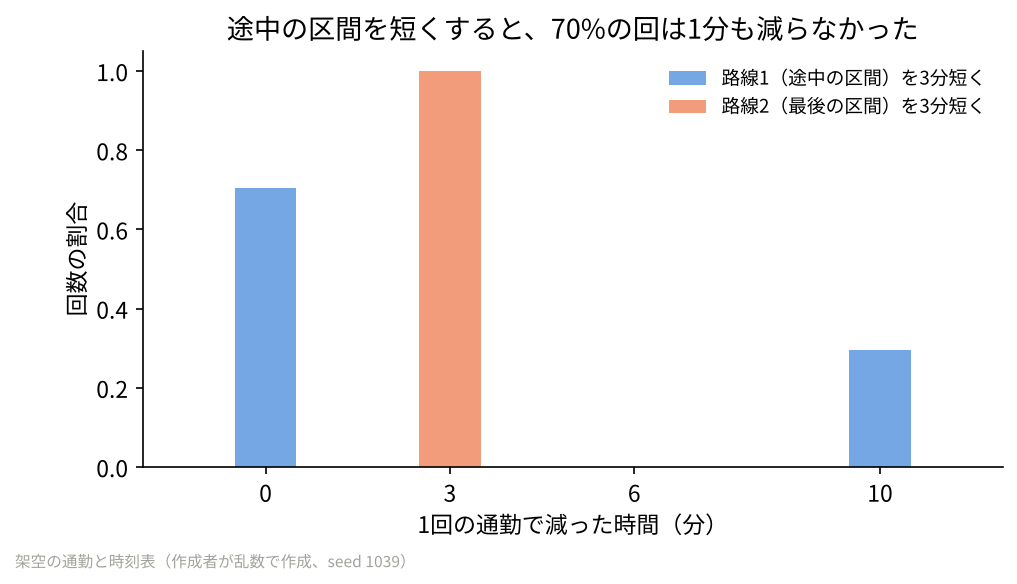 途中の区間を短くすると、70%の回は1分も減らなかった
路線1（途中の区間）を3分短く
路線2（最後の区間）を3分短く
回数の割合
1.0
0.8
0.6
0.4
0.2
0.0
0
3
6
10
1回の通勤で減った時間（分）
架空の通勤と時刻表（作成者が乱数で作成、seed 1039）